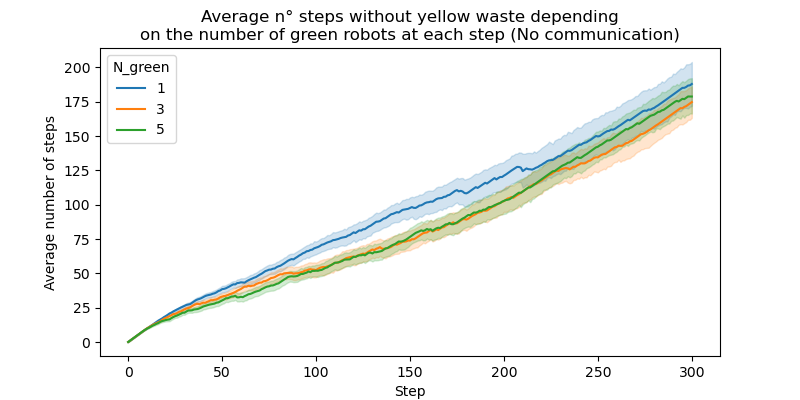 Average n° steps without yellow waste depending
on the number of green robots at each step (No communication)
N_green
1
3
5
Average number of steps
200
175
150
125
100
75
50
25
0
0 50 100 150 200 250 300
Step